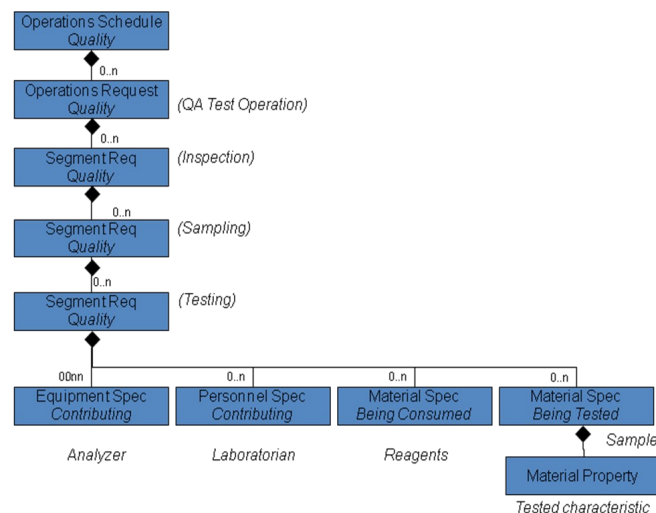 Operations Schedule
Quality
0..n
Operations Request
Quality
(QA Test Operation)
0..n
Segment Req
Quality
(Inspection)
0..n
Segment Req
Quality
(Sampling)
0..n
Segment Req
Quality
(Testing)
00nn
0..n
0..n
0..n
Equipment Spec
Contributing
Personnel Spec
Contributing
Material Spec
Being Consumed
Material Spec
Being Tested
Analyzer
Laboratorian
Reagents
Sample
Material Property
Tested characteristic